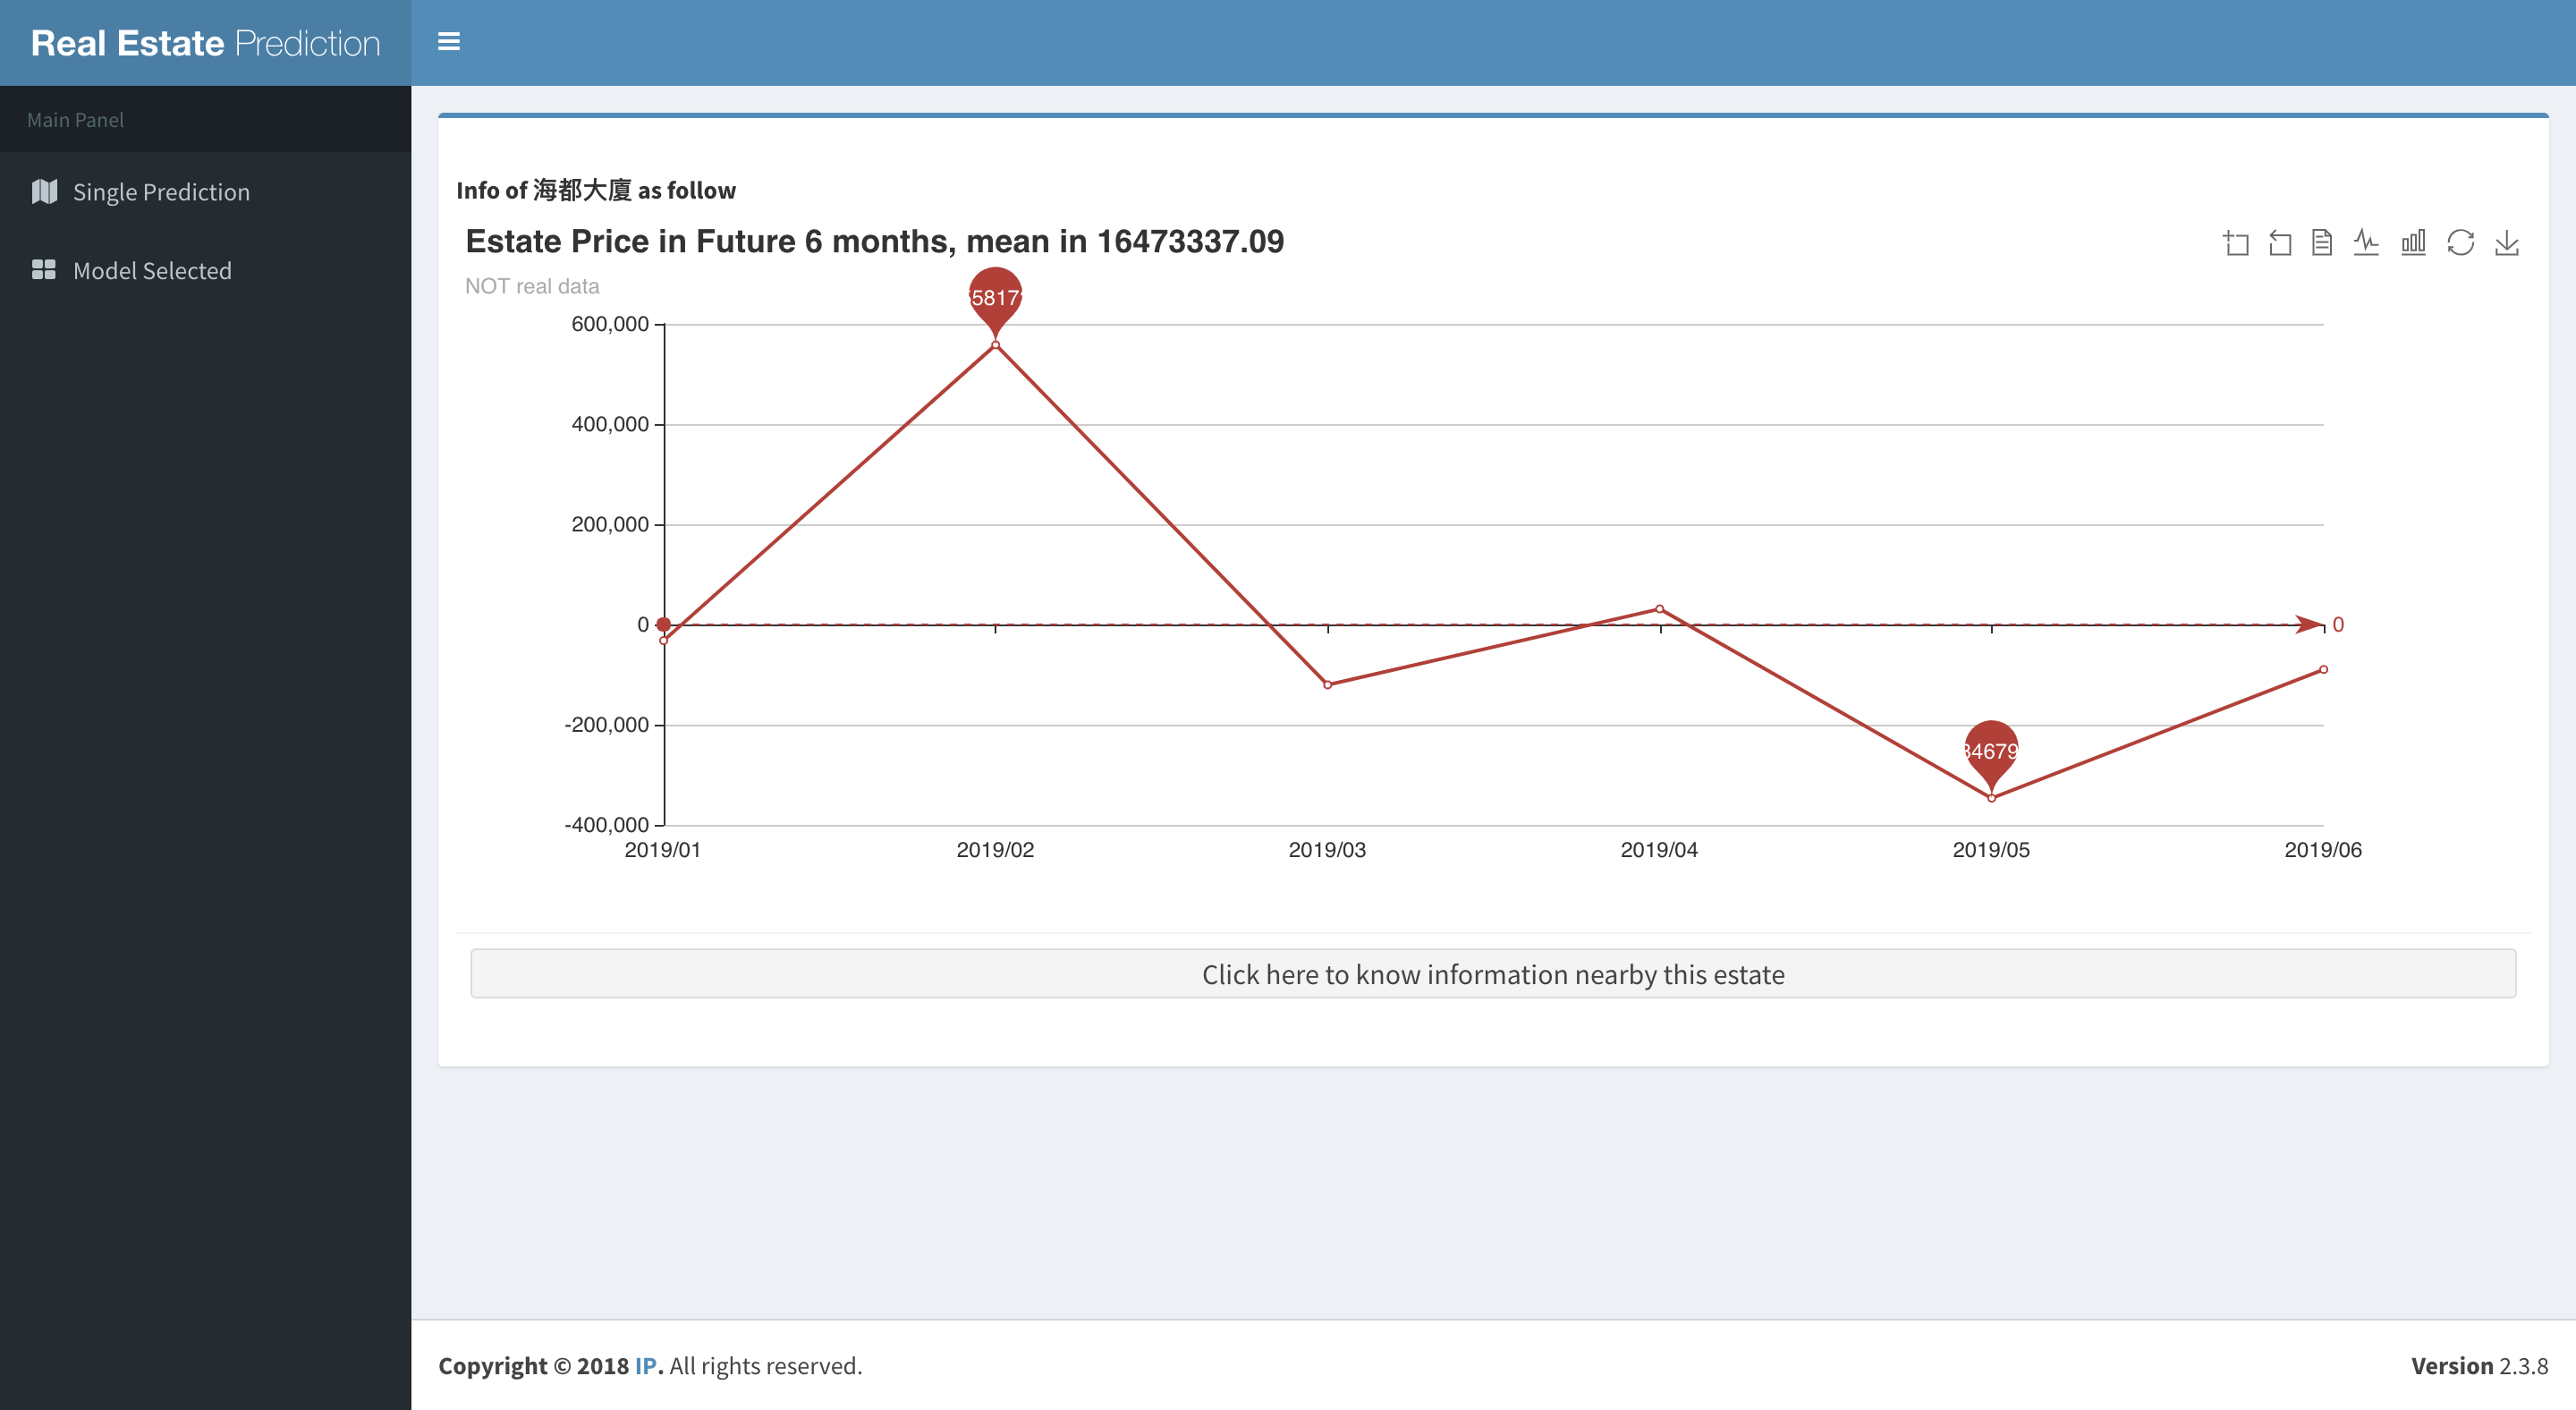 Real Estate Prediction
Main Panel
Single Prediction
Model Selected
Info of 海都大廈 as follow
Estate Price in Future 6 months, mean in 16473337.09
NOT real data
5817
600,000
400,000
200,000
0
0
-200,000
34679
-400,000
2019/01 2019/02 2019/03 2019/04 2019/05 2019/06
Click here to know information nearby this estate
Copyright © 2018 IP. All rights reserved.
Version 2.3.8